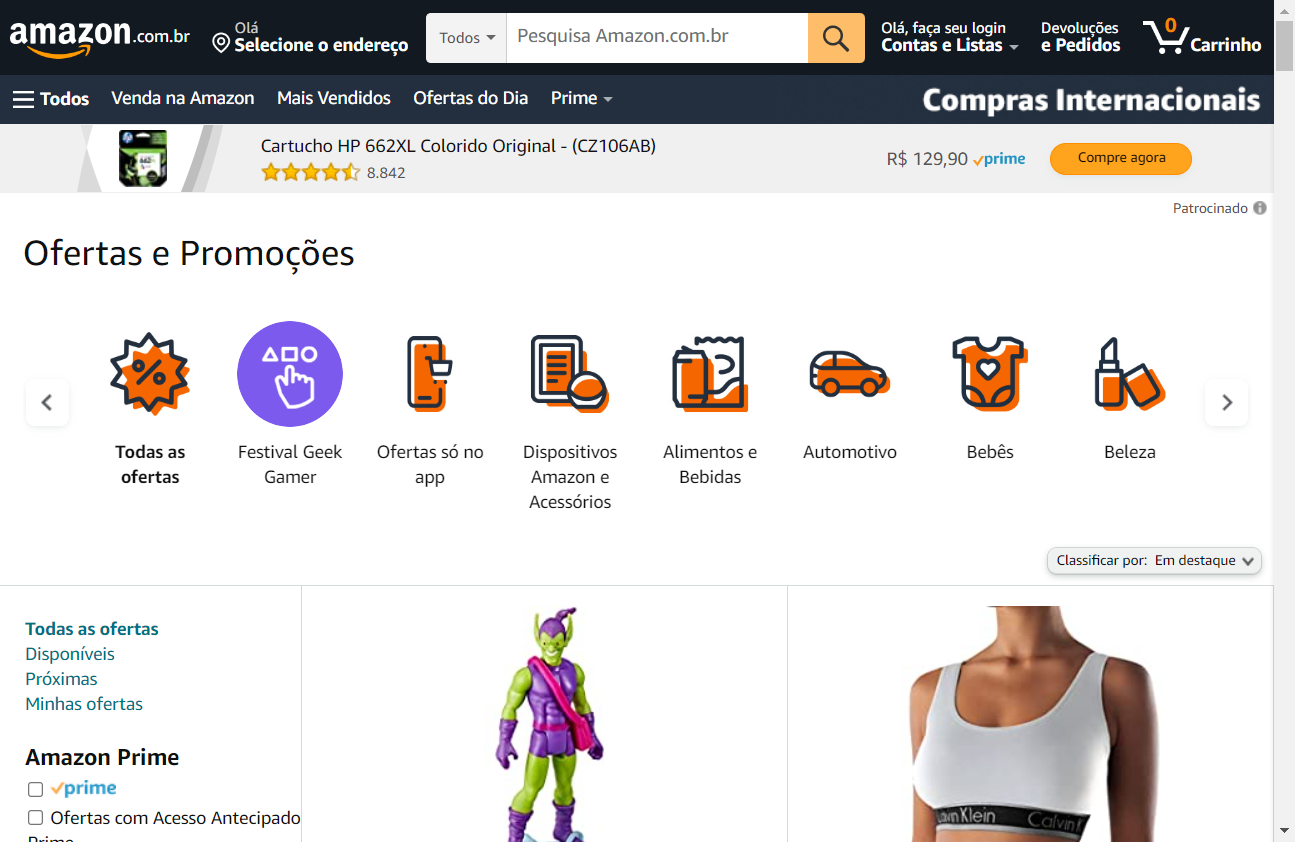 amazon.com.br
Olá
Selecione o endereço
Todos
Pesquisa Amazon.com.br
Olá, faça seu login
Contas e Listas
Devoluções
e Pedidos
0
Carrinho
Todos
Venda na Amazon
Mais Vendidos
Ofertas do Dia
Prime
Compras Internacionais
Cartucho HP 662XL Colorido Original - (CZ106AB)
8.842
R$ 129,90 prime
Compre agora
Patrocinado
Ofertas e Promoções
Todas as
ofertas
Festival Geek
Gamer
Ofertas só no
app
Dispositivos
Amazon e
Acessórios
Alimentos e
Bebidas
Automotivo
Bebês
Beleza
Classificar por: Em destaque
Todas as ofertas
Disponíveis
Próximas
Minhas ofertas
Amazon Prime
prime
Ofertas com Acesso Antecipado
Prime
Calvin Klein
Calvin K